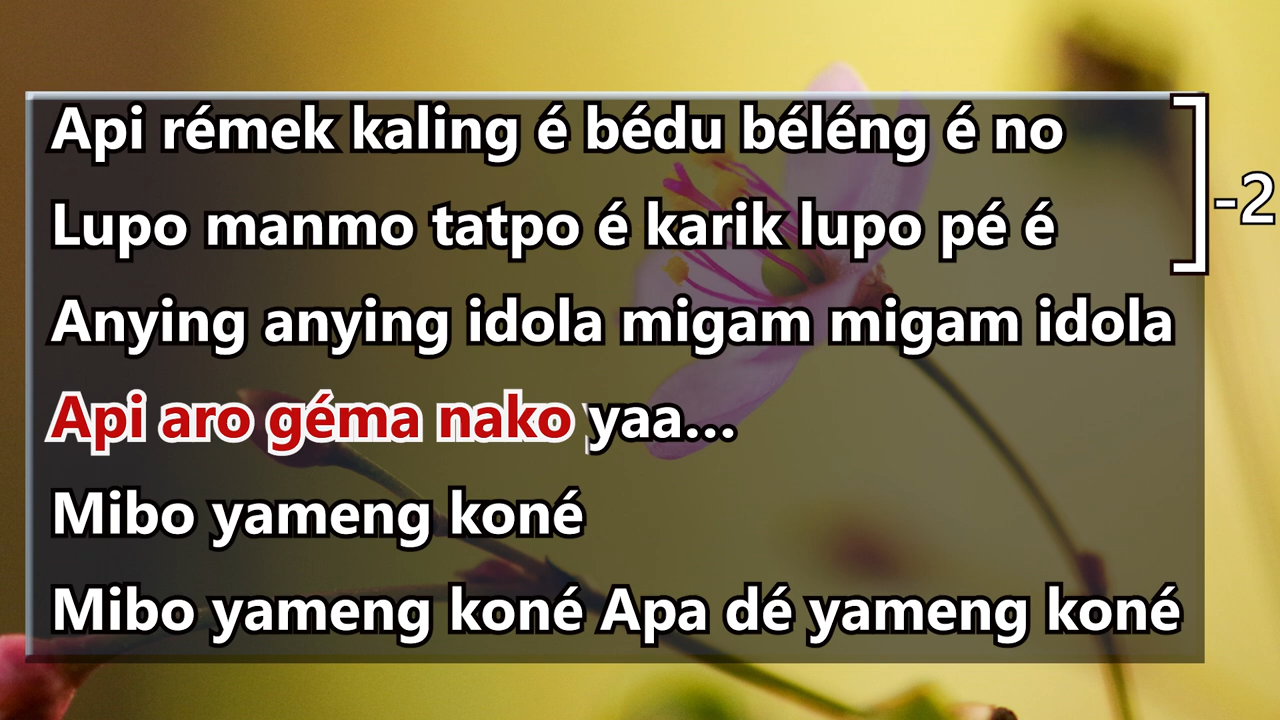 Api rémek kaling é bédu béléng é no
Lupo manmo tatpo é karik lupo pé é
-2
Anying anying idola migam migam idola
Api aro géma nako yaa...
Mibo yameng koné
Mibo yameng koné Apa dé yameng koné